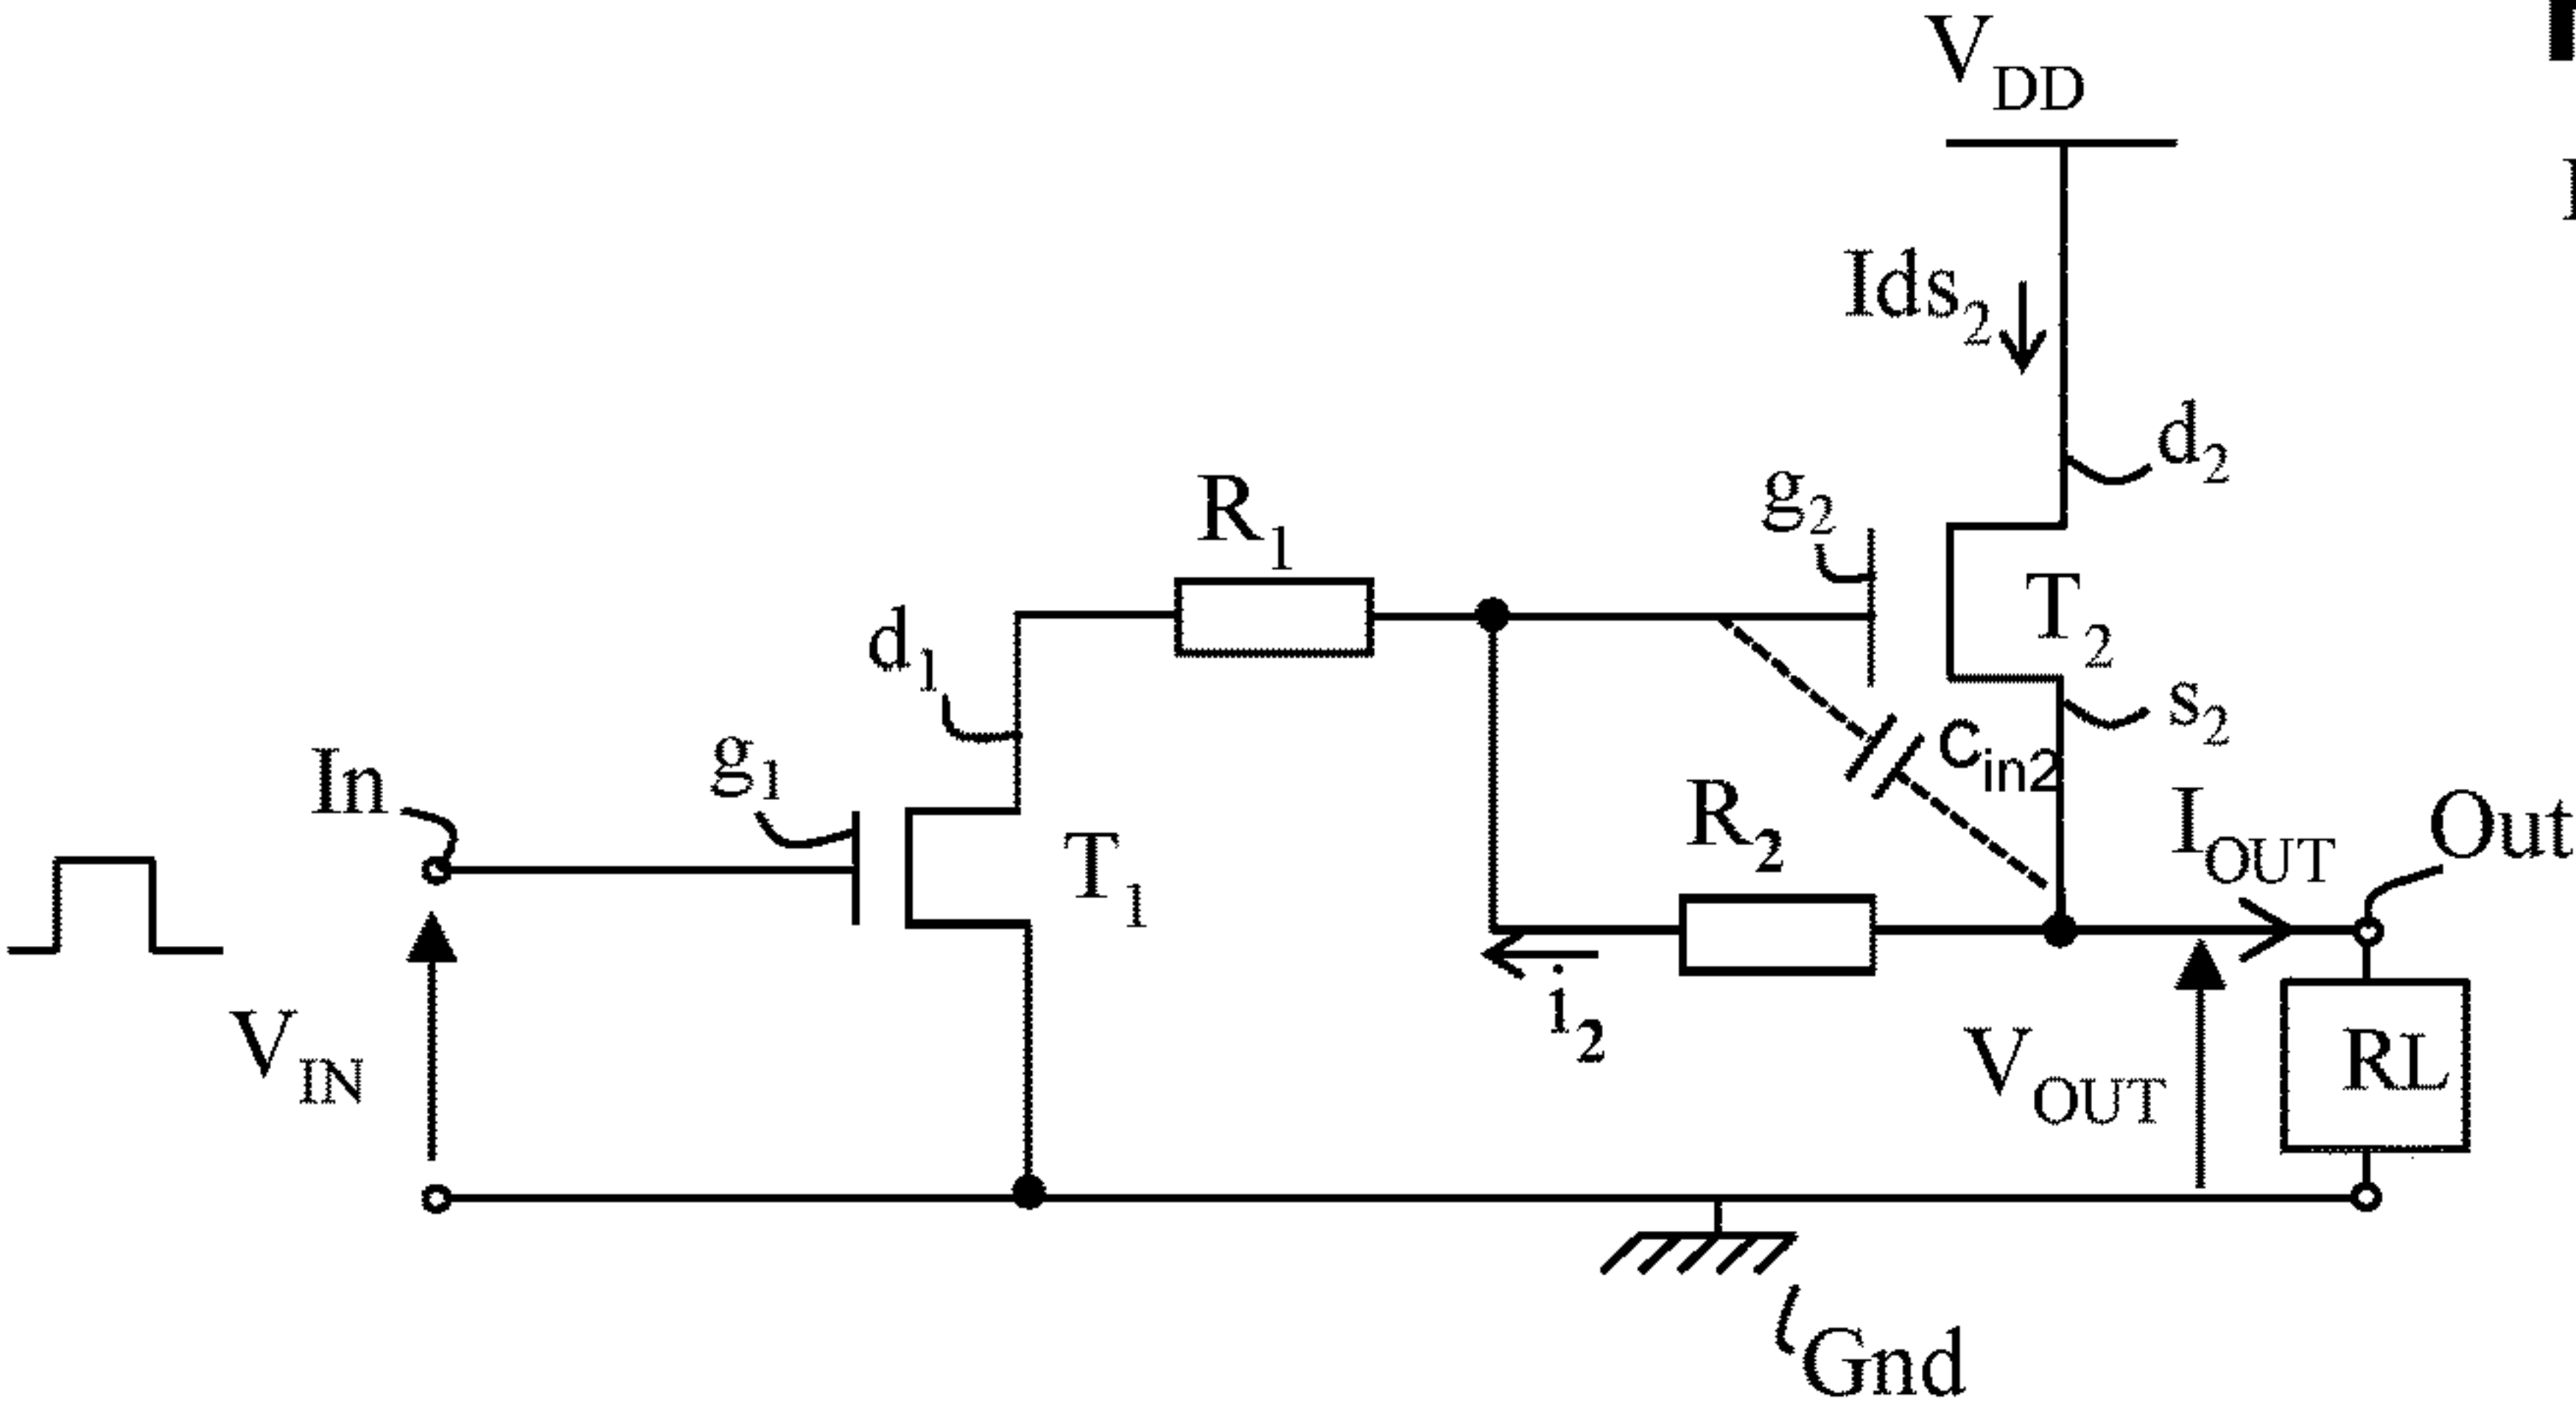 VDD
Ids2
d2
R1
g2
T2
d1
s2
g1
Cin2
In
R2
IOUT
Out
T1
i2
VIN
VOUT
RL
Gnd